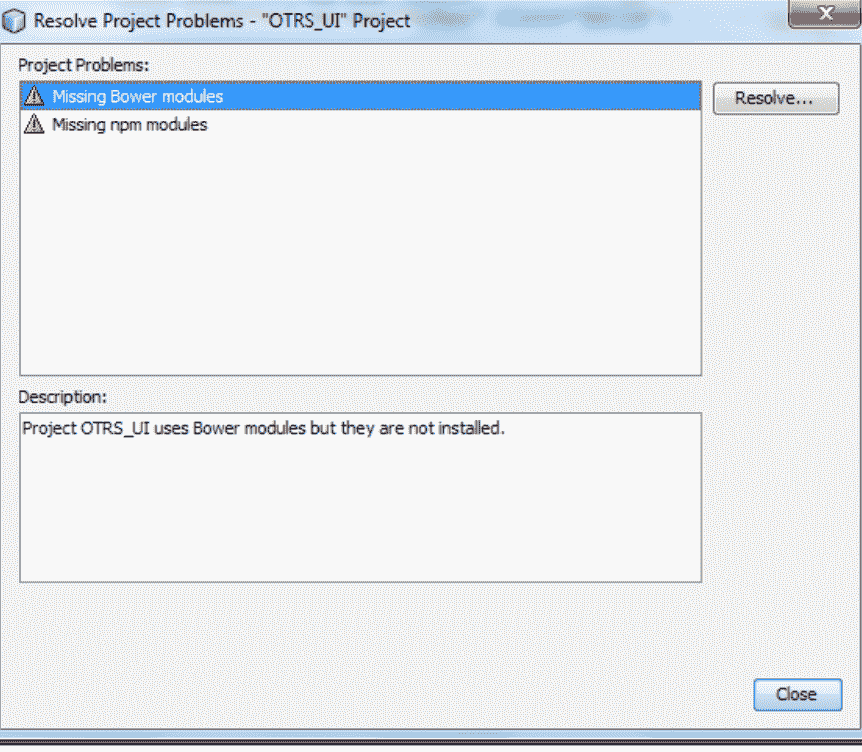 Resolve Project Problems - "OTRS_UI" Project
Project Problems:
Missing Bower modules
Resolve...
Missing npm modules
Description:
Project OTRS_UI uses Bower modules but they are not installed.
Close